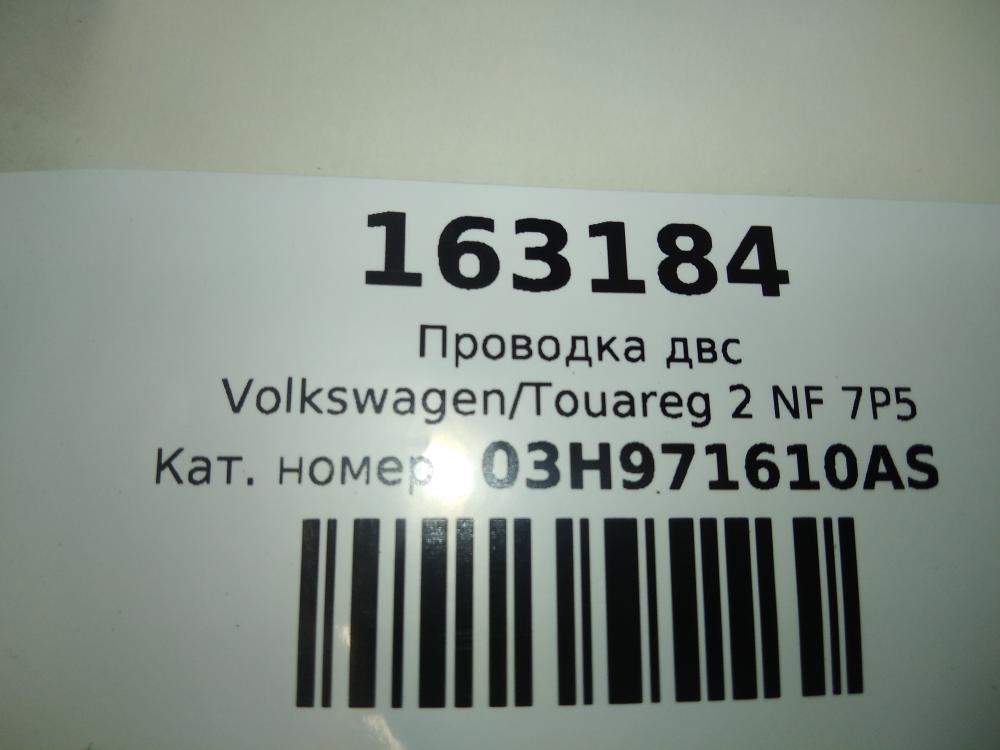 163184
Проводка двс
Volkswagen/Touareg 2 NF 7P5
Кат. номер 03H971610AS